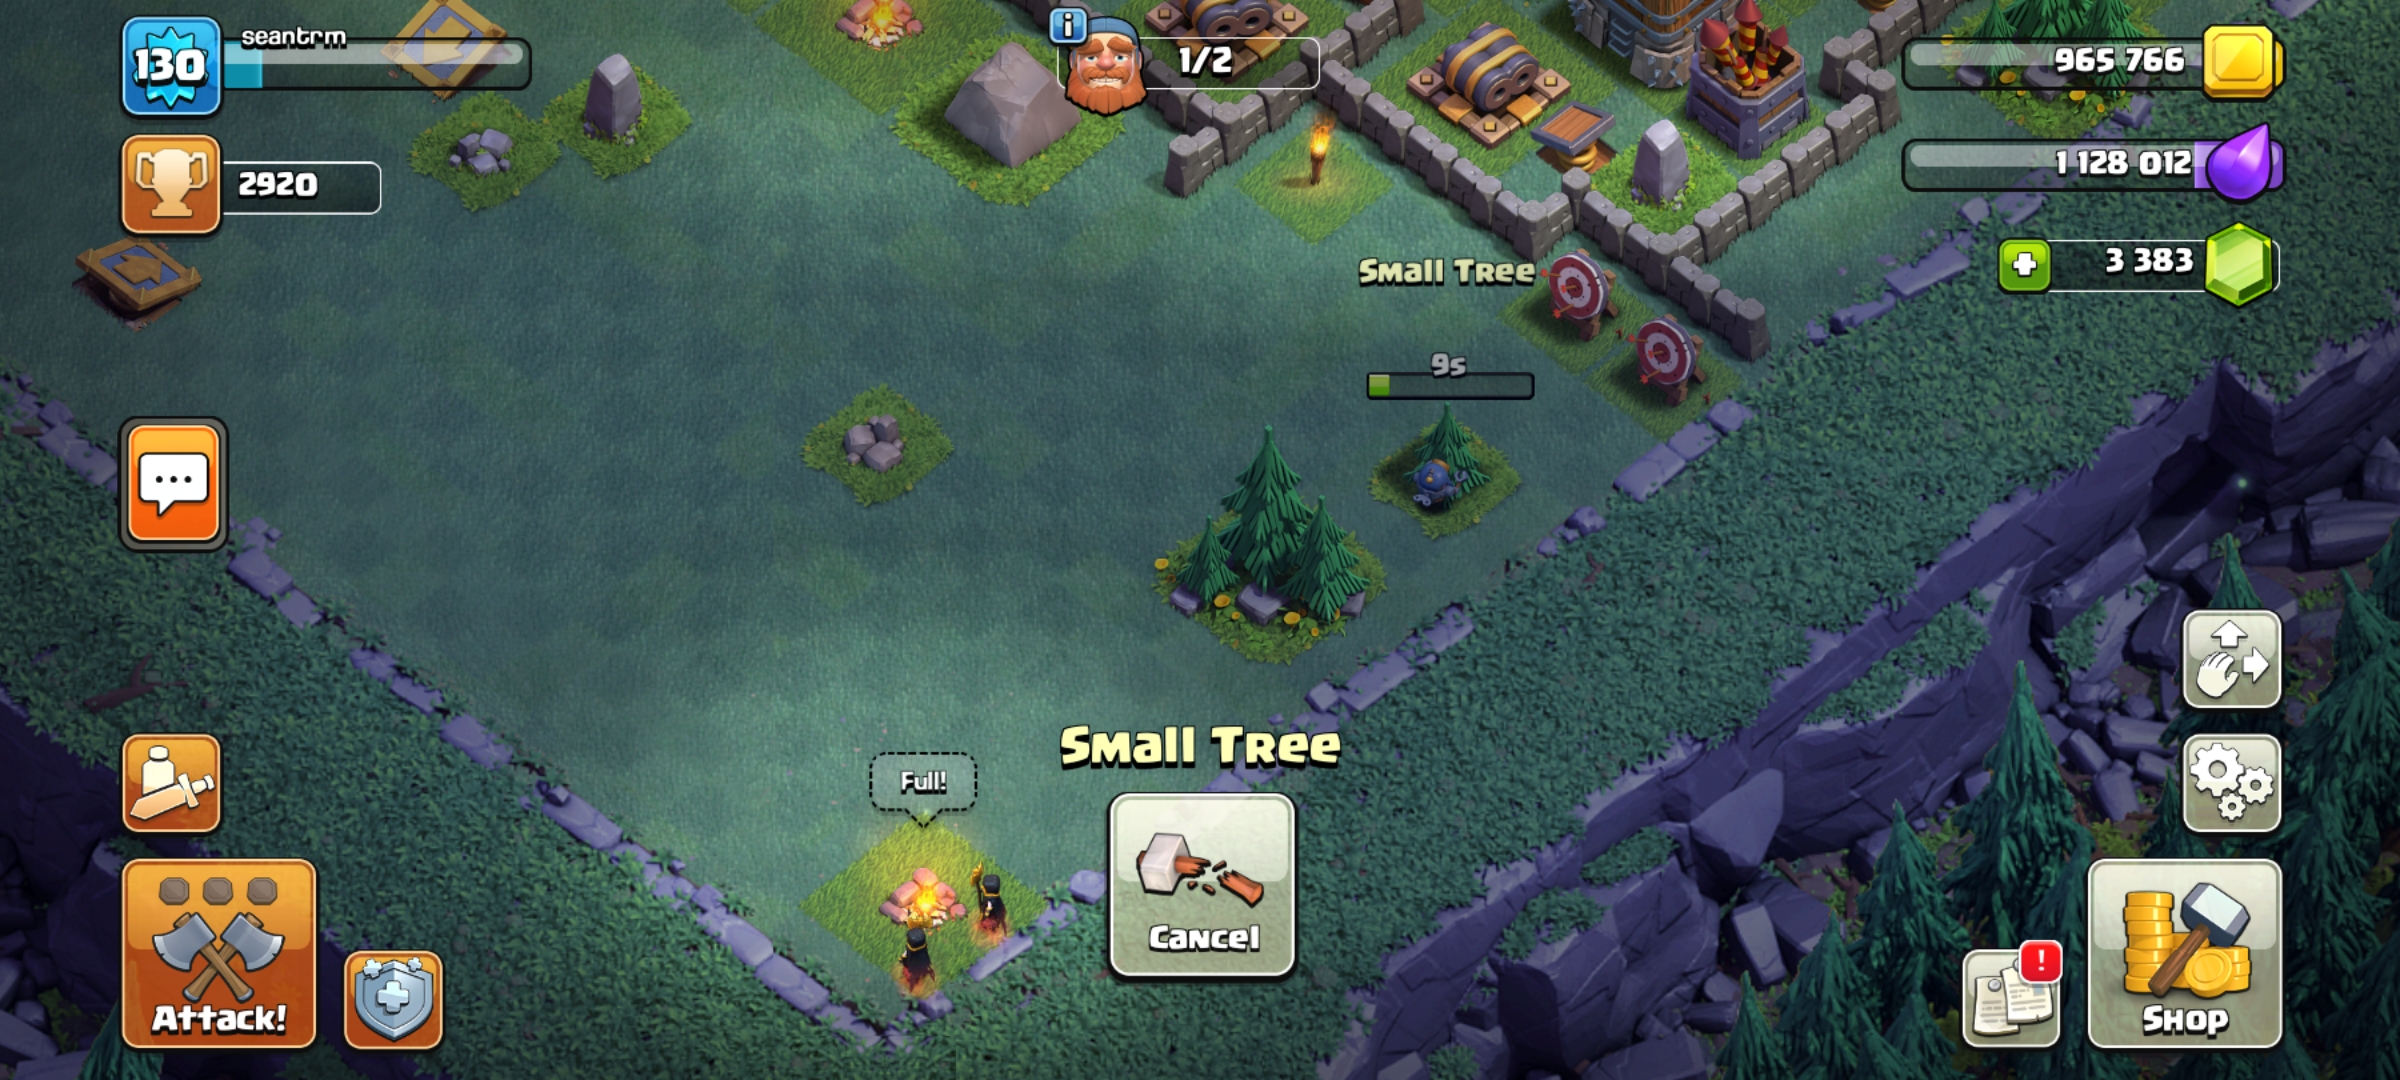 130
seantrm
1/2
965 766
2920
1 128 012
3 383
Small Tree
9s
Small Tree
Full!
Cancel
Attack!
!
Shop